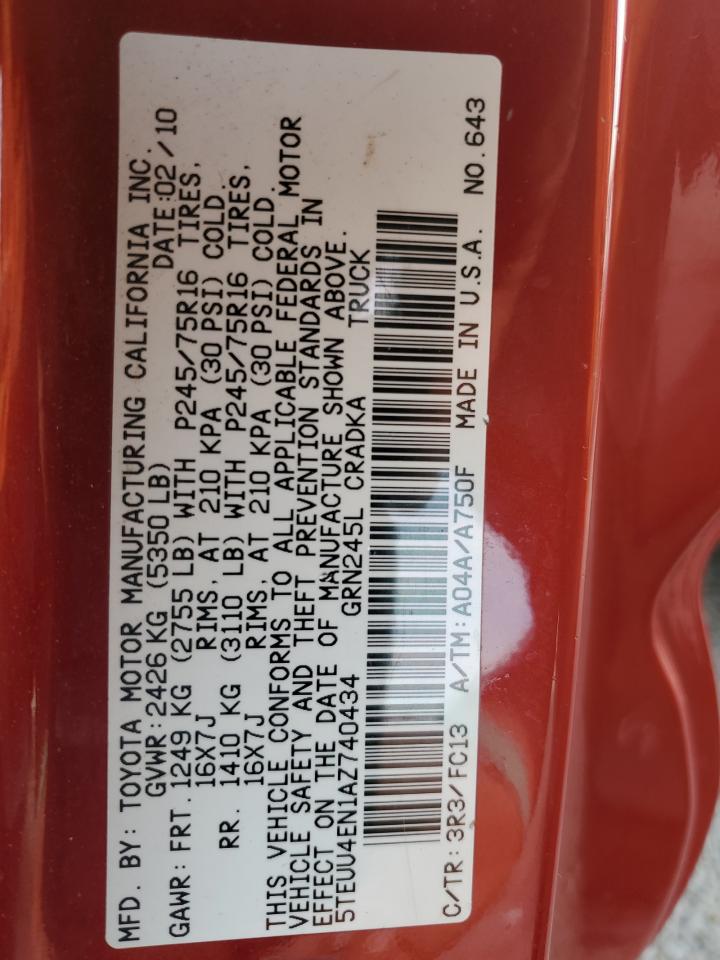 MFD. BY: TOYOTA MOTOR MANUFACTURING CALIFORNIA INC.
GVWR: 2426 KG (5350 LB) DATE: 02/10
GAWR: FRT. 1249 KG (2755 LB) WITH P245/75R16 TIRES,
16X7J RIMS, AT 210 KPA (30 PSI) COLD.
RR. 1410 KG (3110 LB) WITH P245/75R16 TIRES,
16X7J RIMS, AT 210 KPA (30 PSI) COLD.
THIS VEHICLE CONFORMS TO ALL APPLICABLE FEDERAL MOTOR
VEHICLE SAFETY AND THEFT PREVENTION STANDARDS IN
EFFECT ON THE DATE OF MANUFACTURE SHOWN ABOVE.
5TEUU4EN1AZ740434 GRN245L CRADKA TRUCK
C/TR: 3R3/FC13 A/TM: A04A/A750F MADE IN U.S.A. NO. 643